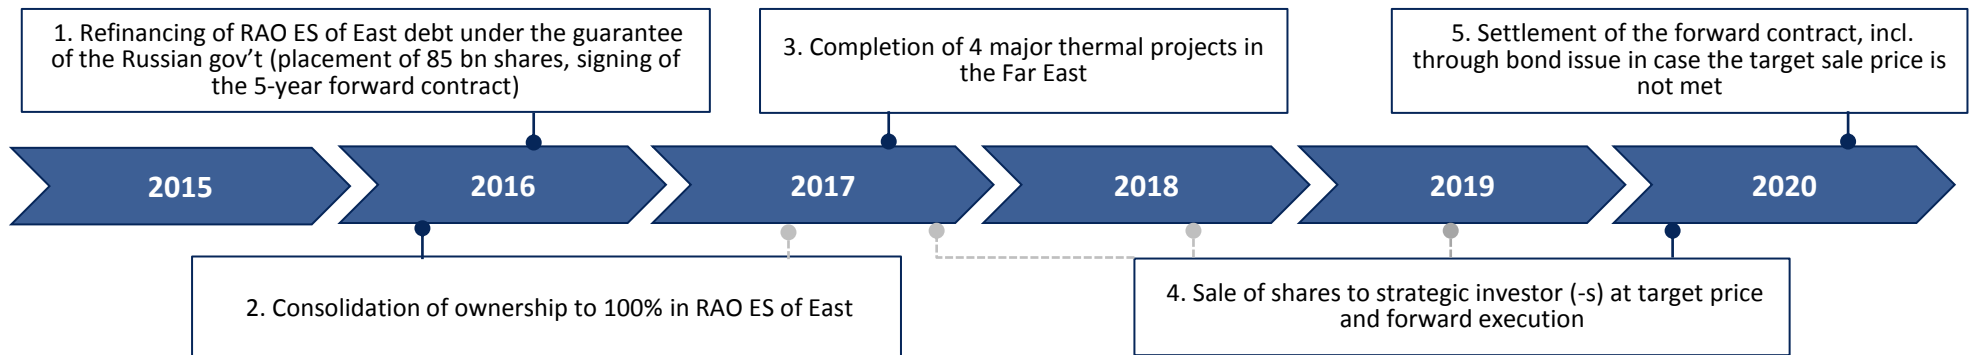 1. Refinancing of RAO ES of East debt under the guarantee
of the Russian gov’t (placement of 85 bn shares, signing of
the 5-year forward contract)
3. Completion of 4 major thermal projects in
the Far East
5. Settlement of the forward contract, incl.
through bond issue in case the target sale price is
not met
2015
2016
2017
2018
2019
2020
2. Consolidation of ownership to 100% in RAO ES of East
4. Sale of shares to strategic investor (-s) at target price
and forward execution